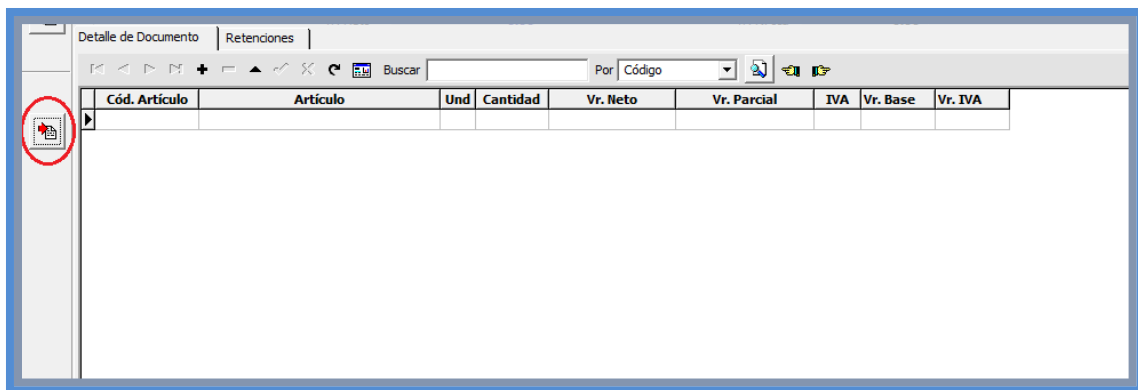 Detalle de Documento Retenciones
Buscar Por Código
Cód. Artículo Artículo Und Cantidad Vr. Neto Vr. Parcial IVA Vr. Base Vr. IVA